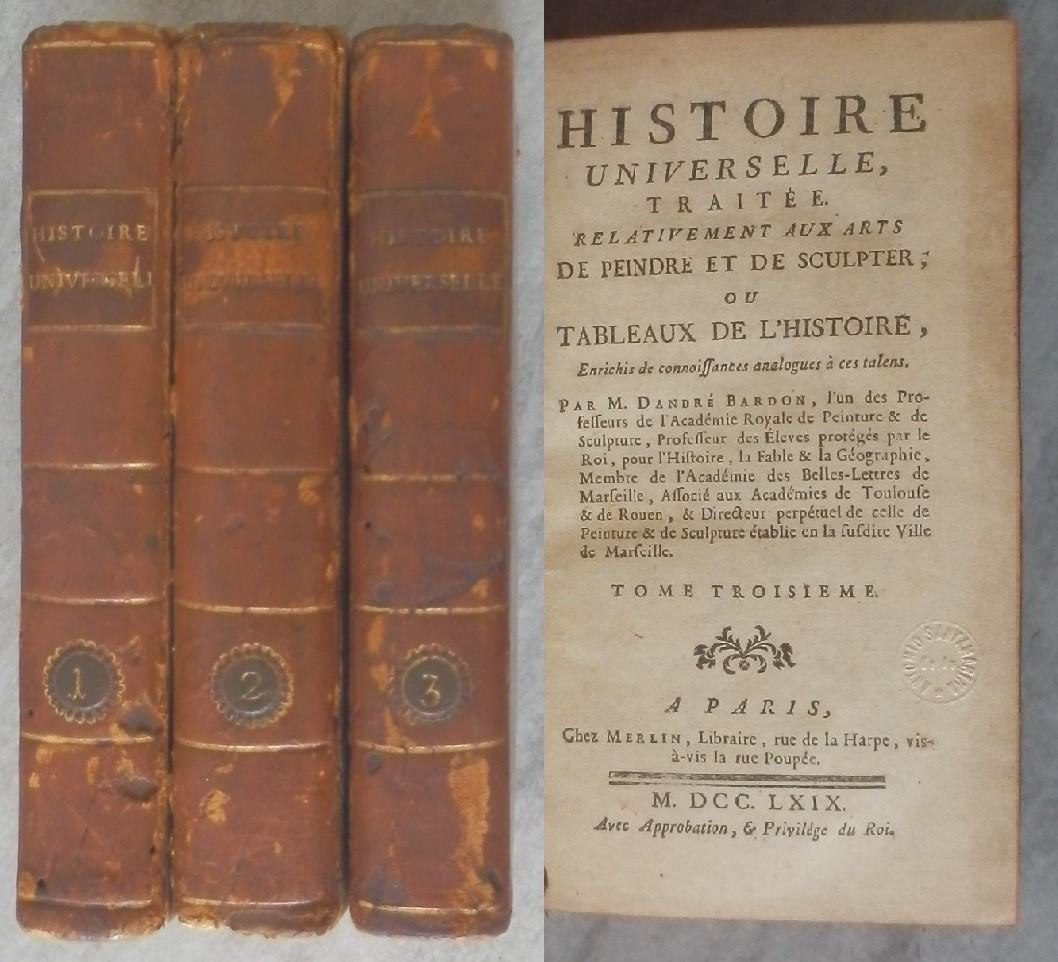 HISTOIRE
UNIVERSELL
1
2
HISTOIRE
UNIVERSELLE
3
HISTOIRE
UNIVERSELLE,
TRAITÉE
RELATIVEMENT AUX ARTS
DE PEINDRE ET DE SCULPTER;
OU
TABLEAUX DE L'HISTOIRE,
Enrichis de connoiſſances analogues à ces talens.
PAR M. DANDRÉ BARDON, l'un des Pro-
feſſeurs de l'Académie Royale de Peinture & de
Sculpture, Profeſſeur des Éleves protégés par le
Roi, pour l'Hiſtoire, la Fable & la Géographie,
Membre de l'Académie des Belles-Lettres de
Marſeille, Aſſocié aux Académies de Toulouſe
& de Rouen, & Directeur perpétuel de celle de
Peinture & de Sculpture établie en la ſuſdite Ville
de Marſeille.
TOME TROISIEME.
A PARIS,
Chez MERLIN, Libraire, rue de la Harpe, vis-
à-vis la rue Poupée.
M. DCC. LXIX.
Avec Approbation, & Privilége du Roi.